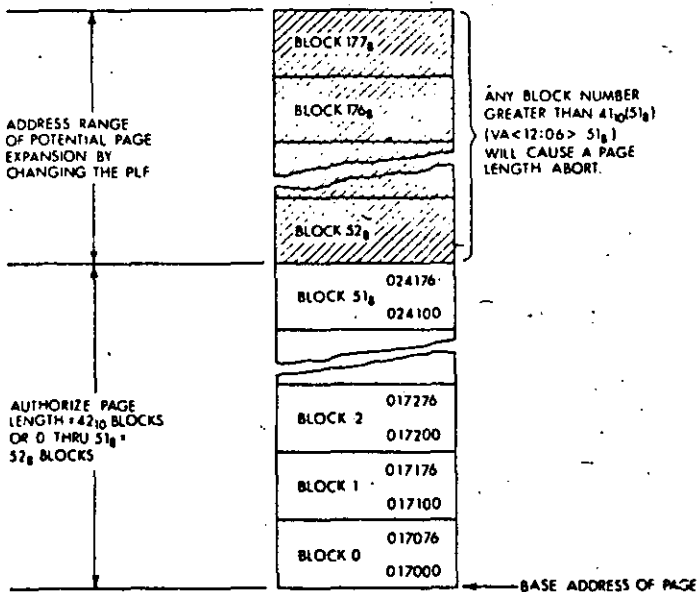 BLOCK 177₈
BLOCK 176₈
ADDRESS RANGE
OF POTENTIAL PAGE
EXPANSION BY
CHANGING THE PLF
ANY BLOCK NUMBER
GREATER THAN 41₁₀(51₈)
(VA<12:06> 51₈)
WILL CAUSE A PAGE
LENGTH ABORT.
BLOCK 52₈
BLOCK 51₈
024176
024100
AUTHORIZE PAGE
LENGTH = 42₁₀ BLOCKS
OR 0 THRU 51₈ =
52₈ BLOCKS
BLOCK 2
017276
017200
BLOCK 1
017176
017100
BLOCK 0
017076
017000
BASE ADDRESS OF PAGE